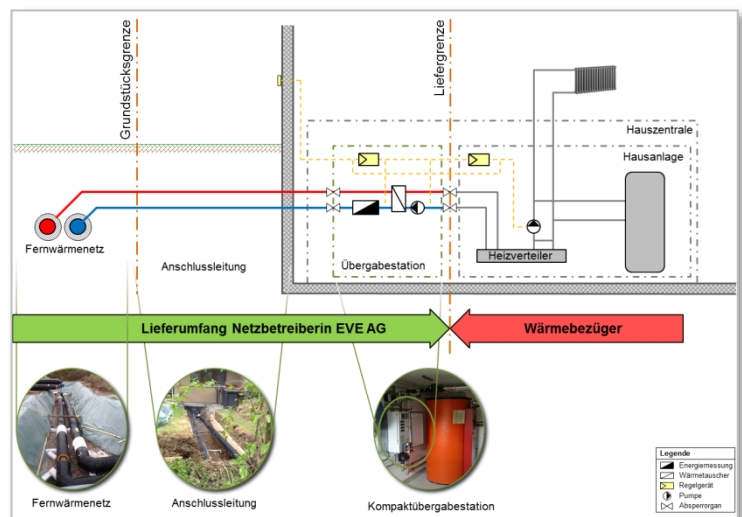 Grundstücksgrenze
Liefergrenze
Hauszentrale
Hausanlage
Fernwärmenetz
Anschlussleitung
Übergabestation
Heizverteiler
Lieferumfang Netzbetreiberin EVE AG
Wärmebezüger
Fernwärmenetz
Anschlussleitung
Kompaktübergabestation
Legende
Energiemessung
Wärmetauscher
Regelgerät
Pumpe
Absperrorgan